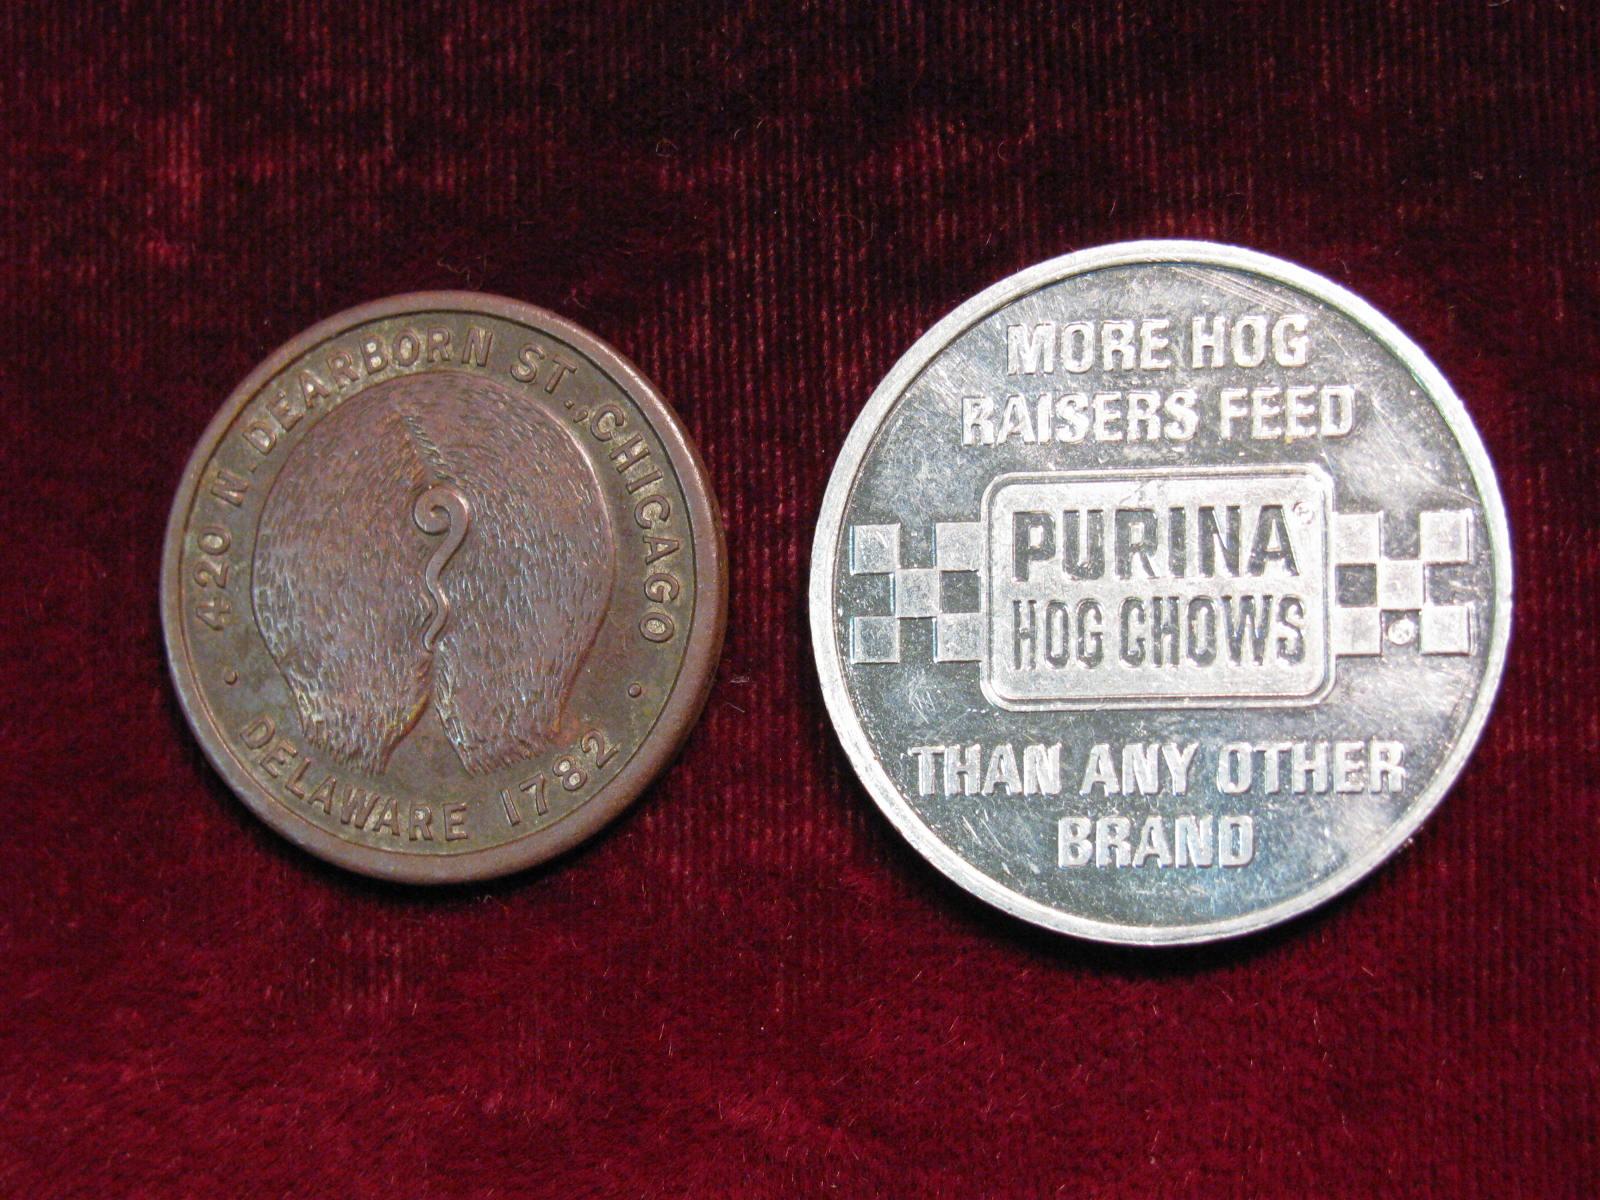 420 N. DEARBORN ST., CHICAGO
· DELAWARE 1782 ·
MORE HOG
RAISERS FEED
PURINA®
HOG CHOWS
THAN ANY OTHER
BRAND